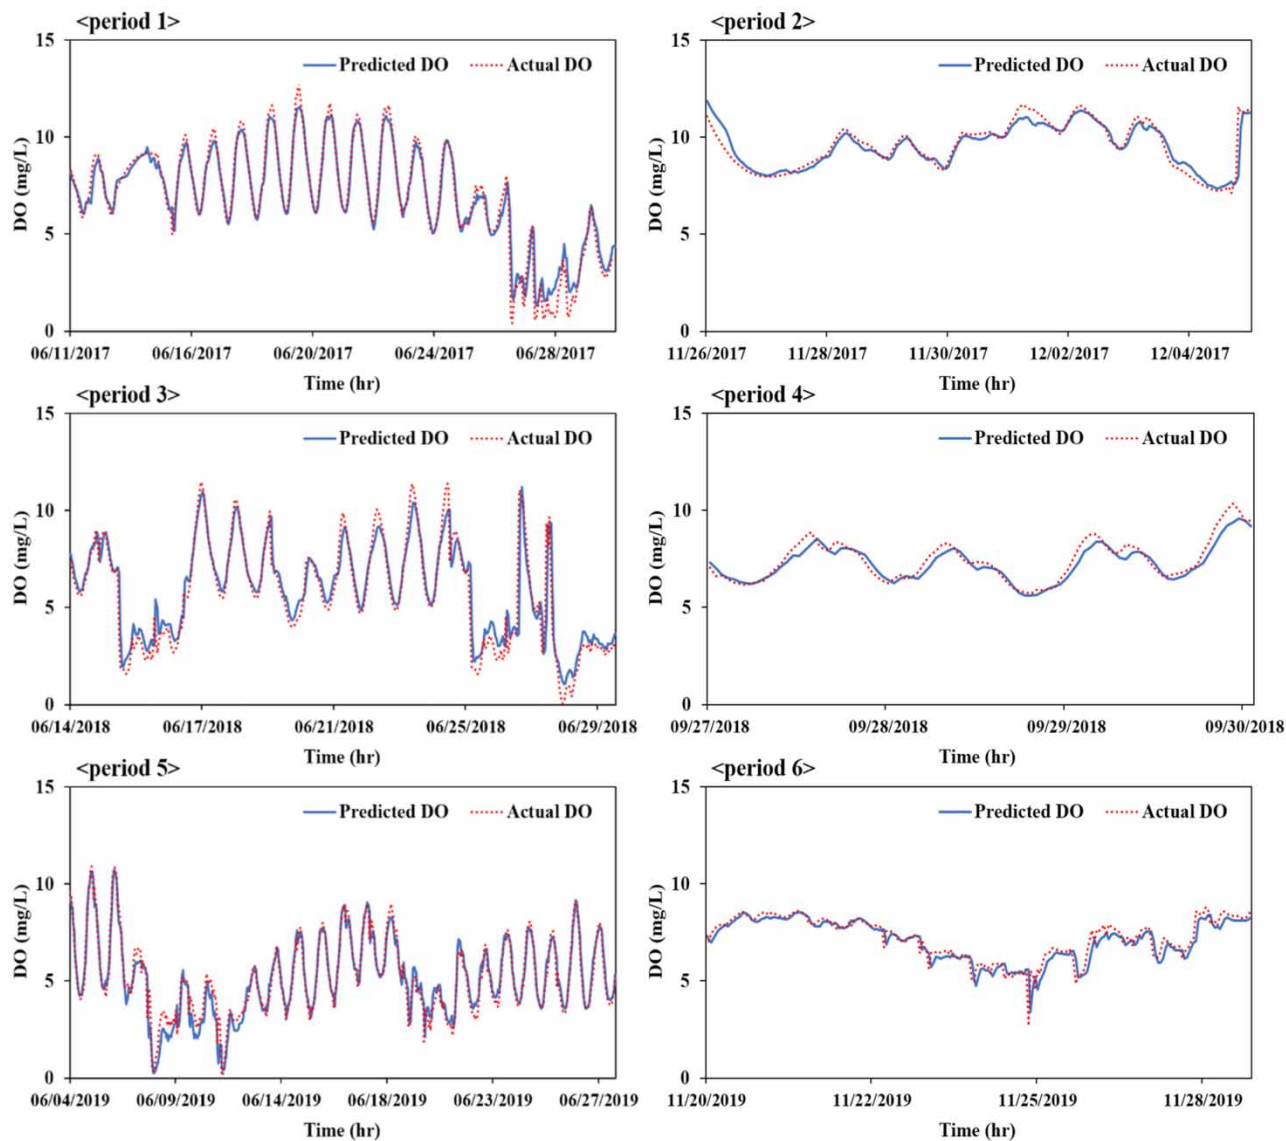 <period 1>
15
10
5
0
DO (mg/L)
Predicted DO Actual DO
06/11/2017 06/16/2017 06/20/2017 06/24/2017 06/28/2017
Time (hr)
<period 2>
15
10
5
0
DO (mg/L)
Predicted DO Actual DO
11/26/2017 11/28/2017 11/30/2017 12/02/2017 12/04/2017
Time (hr)
<period 3>
15
10
5
0
DO (mg/L)
Predicted DO Actual DO
06/14/2018 06/17/2018 06/21/2018 06/25/2018 06/29/2018
Time (hr)
<period 4>
15
10
5
0
DO (mg/L)
Predicted DO Actual DO
09/27/2018 09/28/2018 09/29/2018 09/30/2018
Time (hr)
<period 5>
15
10
5
0
DO (mg/L)
Predicted DO Actual DO
06/04/2019 06/09/2019 06/14/2019 06/18/2019 06/23/2019 06/27/2019
Time (hr)
<period 6>
15
10
5
0
DO (mg/L)
Predicted DO Actual DO
11/20/2019 11/22/2019 11/25/2019 11/28/2019
Time (hr)